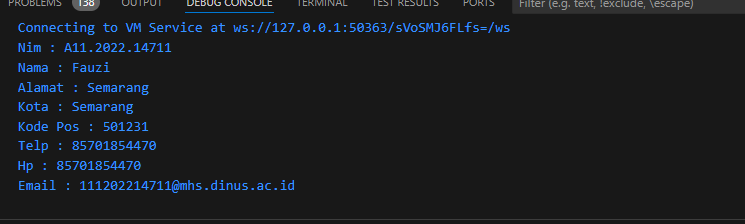 PROBLEMS 138 OUTPUT DEBUG CONSOLE TERMINAL TEST RESULTS PORTS Filter (e.g. text, !exclude, \escape)
Connecting to VM Service at ws://127.0.0.1:50363/sVoSMJ6FLfs=/ws
Nim : A11.2022.14711
Nama : Fauzi
Alamat : Semarang
Kota : Semarang
Kode Pos : 501231
Telp : 85701854470
Hp : 85701854470
Email : 111202214711@mhs.dinus.ac.id